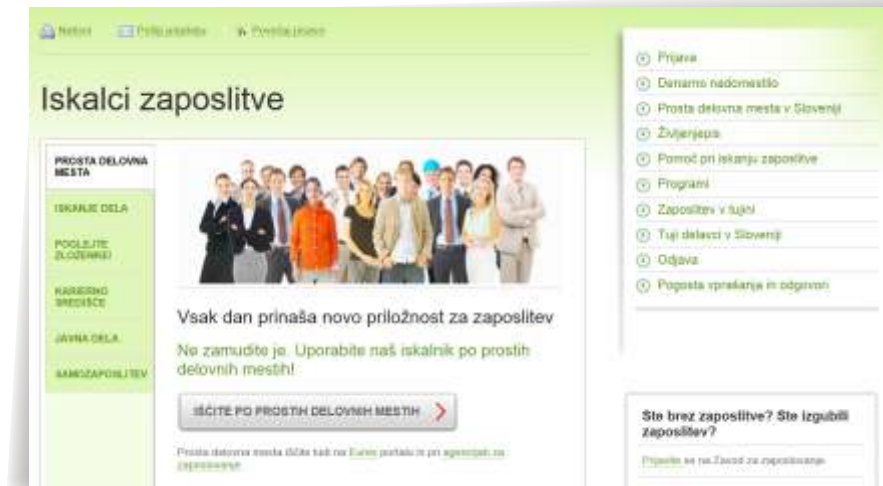 Natisni Pošlji prijatelju Povečaj pisavo
Iskalci zaposlitve
PROSTA DELOVNA
MESTA
ISKANJE DELA
POGLEJTE
ZLOŽENKE!
KARIERNO
SREDIŠČE
JAVNA DELA
SAMOZAPOSLITEV
Vsak dan prinaša novo priložnost za zaposlitev
Ne zamudite je. Uporabite naš iskalnik po prostih
delovnih mestih!
IŠČITE PO PROSTIH DELOVNIH MESTIH
Prosta delovna mesta iščite tudi na Eures portalu in pri agencijah za
zaposlovanje
Prijava
Denarno nadomestilo
Prosta delovna mesta v Sloveniji
Življenjepis
Pomoč pri iskanju zaposlitve
Programi
Zaposlitev v tujini
Tuji delavci v Sloveniji
Odjava
Pogosta vprašanja in odgovori
Ste brez zaposlitve? Ste izgubili
zaposlitev?
Prijavite se na Zavod za zaposlovanje